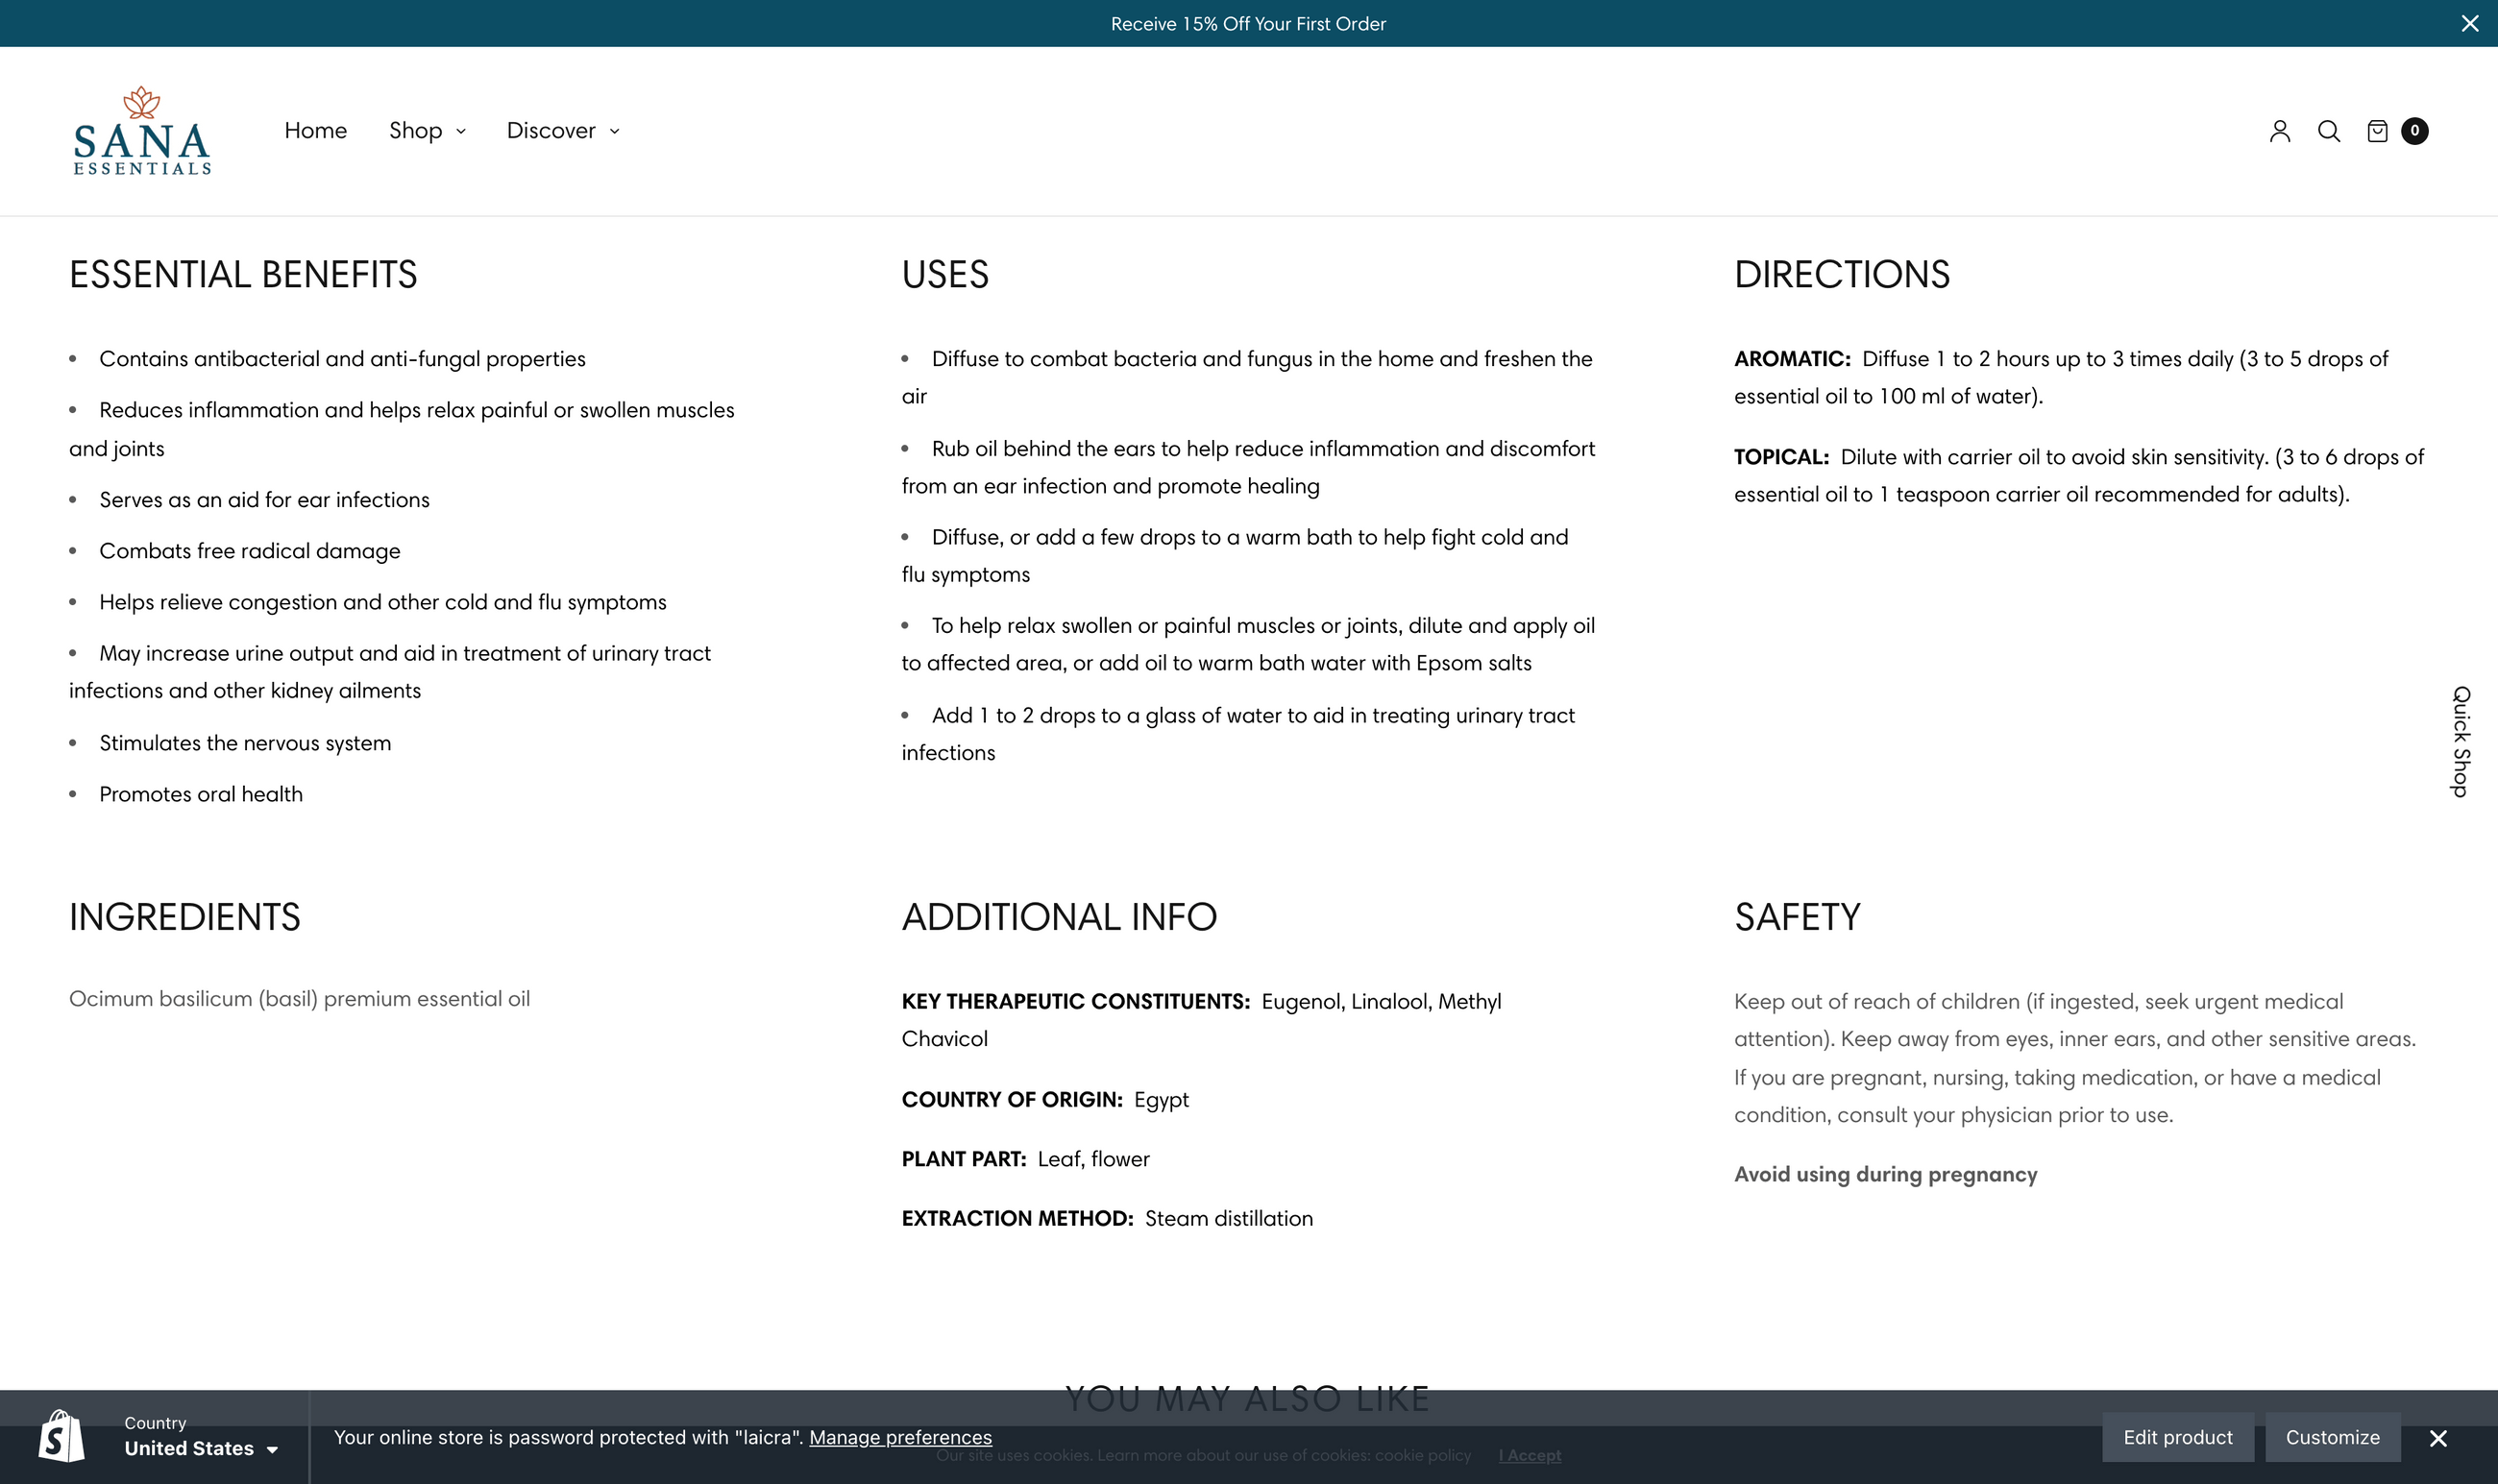 Receive 15% Off Your First Order
SANA
ESSENTIALS
Home
Shop
Discover
0
ESSENTIAL BENEFITS
• Contains antibacterial and anti-fungal properties
• Reduces inflammation and helps relax painful or swollen muscles
and joints
• Serves as an aid for ear infections
• Combats free radical damage
• Helps relieve congestion and other cold and flu symptoms
• May increase urine output and aid in treatment of urinary tract
infections and other kidney ailments
• Stimulates the nervous system
• Promotes oral health
USES
• Diffuse to combat bacteria and fungus in the home and freshen the
air
• Rub oil behind the ears to help reduce inflammation and discomfort
from an ear infection and promote healing
• Diffuse, or add a few drops to a warm bath to help fight cold and
flu symptoms
• To help relax swollen or painful muscles or joints, dilute and apply oil
to affected area, or add oil to warm bath water with Epsom salts
• Add 1 to 2 drops to a glass of water to aid in treating urinary tract
infections
DIRECTIONS
AROMATIC: Diffuse 1 to 2 hours up to 3 times daily (3 to 5 drops of
essential oil to 100 ml of water).
TOPICAL: Dilute with carrier oil to avoid skin sensitivity. (3 to 6 drops of
essential oil to 1 teaspoon carrier oil recommended for adults).
Quick Shop
INGREDIENTS
Ocimum basilicum (basil) premium essential oil
ADDITIONAL INFO
KEY THERAPEUTIC CONSTITUENTS: Eugenol, Linalool, Methyl
Chavicol
COUNTRY OF ORIGIN: Egypt
PLANT PART: Leaf, flower
EXTRACTION METHOD: Steam distillation
SAFETY
Keep out of reach of children (if ingested, seek urgent medical
attention). Keep away from eyes, inner ears, and other sensitive areas.
If you are pregnant, nursing, taking medication, or have a medical
condition, consult your physician prior to use.
Avoid using during pregnancy
YOU MAY ALSO LIKE
Country
United States
Your online store is password protected with "laicra". Manage preferences
Our site uses cookies. Learn more about our use of cookies: cookie policy
I Accept
Edit product
Customize